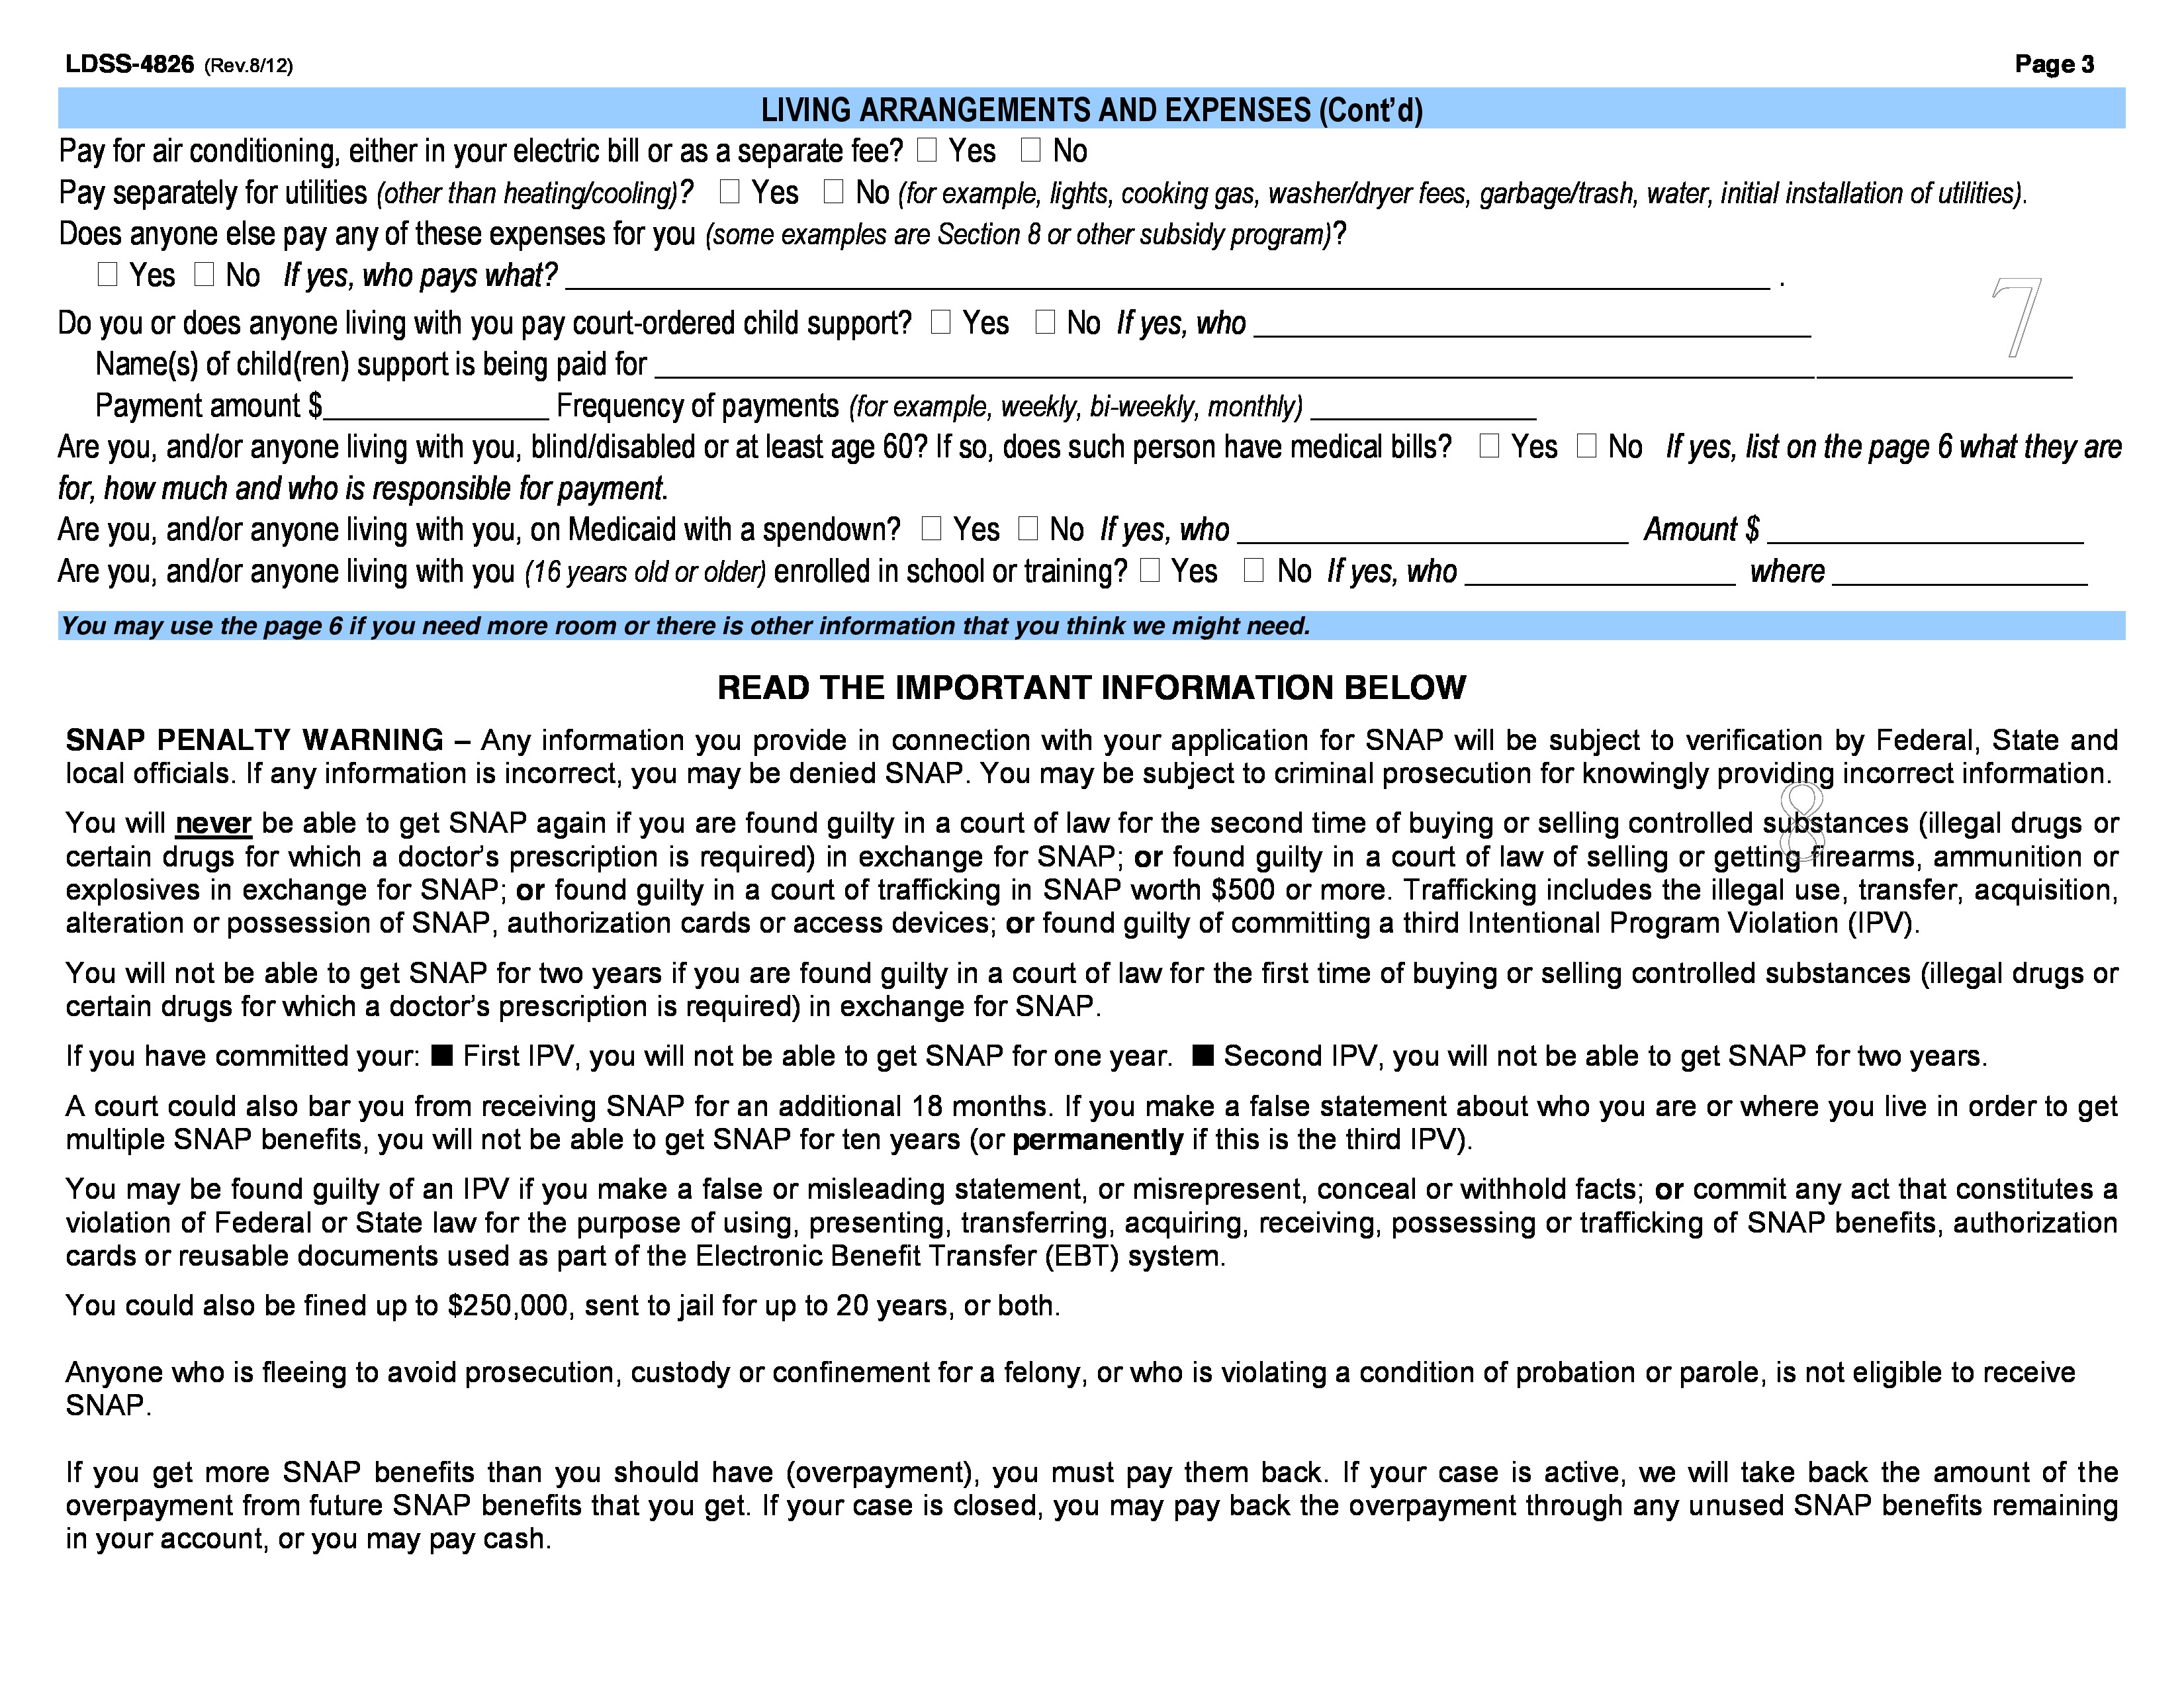 LDSS-4826 (Rev.8/12) Page 3
LIVING ARRANGEMENTS AND EXPENSES (Cont’d)
Pay for air conditioning, either in your electric bill or as a separate fee? ☐ Yes ☐ No
Pay separately for utilities (other than heating/cooling)? ☐ Yes ☐ No (for example, lights, cooking gas, washer/dryer fees, garbage/trash, water, initial installation of utilities).
Does anyone else pay any of these expenses for you (some examples are Section 8 or other subsidy program)?
☐ Yes ☐ No If yes, who pays what? ______ .
7
Do you or does anyone living with you pay court-ordered child support? ☐ Yes ☐ No If yes, who ______
Name(s) of child(ren) support is being paid for ______
Payment amount $______ Frequency of payments (for example, weekly, bi-weekly, monthly) ______
Are you, and/or anyone living with you, blind/disabled or at least age 60? If so, does such person have medical bills? ☐ Yes ☐ No If yes, list on the page 6 what they are
for, how much and who is responsible for payment.
Are you, and/or anyone living with you, on Medicaid with a spendown? ☐ Yes ☐ No If yes, who ______ Amount $ ______
Are you, and/or anyone living with you (16 years old or older) enrolled in school or training? ☐ Yes ☐ No If yes, who ______ where ______
You may use the page 6 if you need more room or there is other information that you think we might need.
READ THE IMPORTANT INFORMATION BELOW
SNAP PENALTY WARNING – Any information you provide in connection with your application for SNAP will be subject to verification by Federal, State and
local officials. If any information is incorrect, you may be denied SNAP. You may be subject to criminal prosecution for knowingly providing incorrect information.
8
You will never be able to get SNAP again if you are found guilty in a court of law for the second time of buying or selling controlled substances (illegal drugs or
certain drugs for which a doctor’s prescription is required) in exchange for SNAP; or found guilty in a court of law of selling or getting firearms, ammunition or
explosives in exchange for SNAP; or found guilty in a court of trafficking in SNAP worth $500 or more. Trafficking includes the illegal use, transfer, acquisition,
alteration or possession of SNAP, authorization cards or access devices; or found guilty of committing a third Intentional Program Violation (IPV).
You will not be able to get SNAP for two years if you are found guilty in a court of law for the first time of buying or selling controlled substances (illegal drugs or
certain drugs for which a doctor’s prescription is required) in exchange for SNAP.
If you have committed your: ■ First IPV, you will not be able to get SNAP for one year. ■ Second IPV, you will not be able to get SNAP for two years.
A court could also bar you from receiving SNAP for an additional 18 months. If you make a false statement about who you are or where you live in order to get
multiple SNAP benefits, you will not be able to get SNAP for ten years (or permanently if this is the third IPV).
You may be found guilty of an IPV if you make a false or misleading statement, or misrepresent, conceal or withhold facts; or commit any act that constitutes a
violation of Federal or State law for the purpose of using, presenting, transferring, acquiring, receiving, possessing or trafficking of SNAP benefits, authorization
cards or reusable documents used as part of the Electronic Benefit Transfer (EBT) system.
You could also be fined up to $250,000, sent to jail for up to 20 years, or both.
Anyone who is fleeing to avoid prosecution, custody or confinement for a felony, or who is violating a condition of probation or parole, is not eligible to receive
SNAP.
If you get more SNAP benefits than you should have (overpayment), you must pay them back. If your case is active, we will take back the amount of the
overpayment from future SNAP benefits that you get. If your case is closed, you may pay back the overpayment through any unused SNAP benefits remaining
in your account, or you may pay cash.